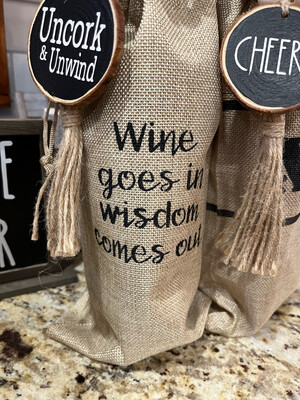 Uncork
& Unwind
CHEER
Wine
goes in
wisdom
comes out
E
R